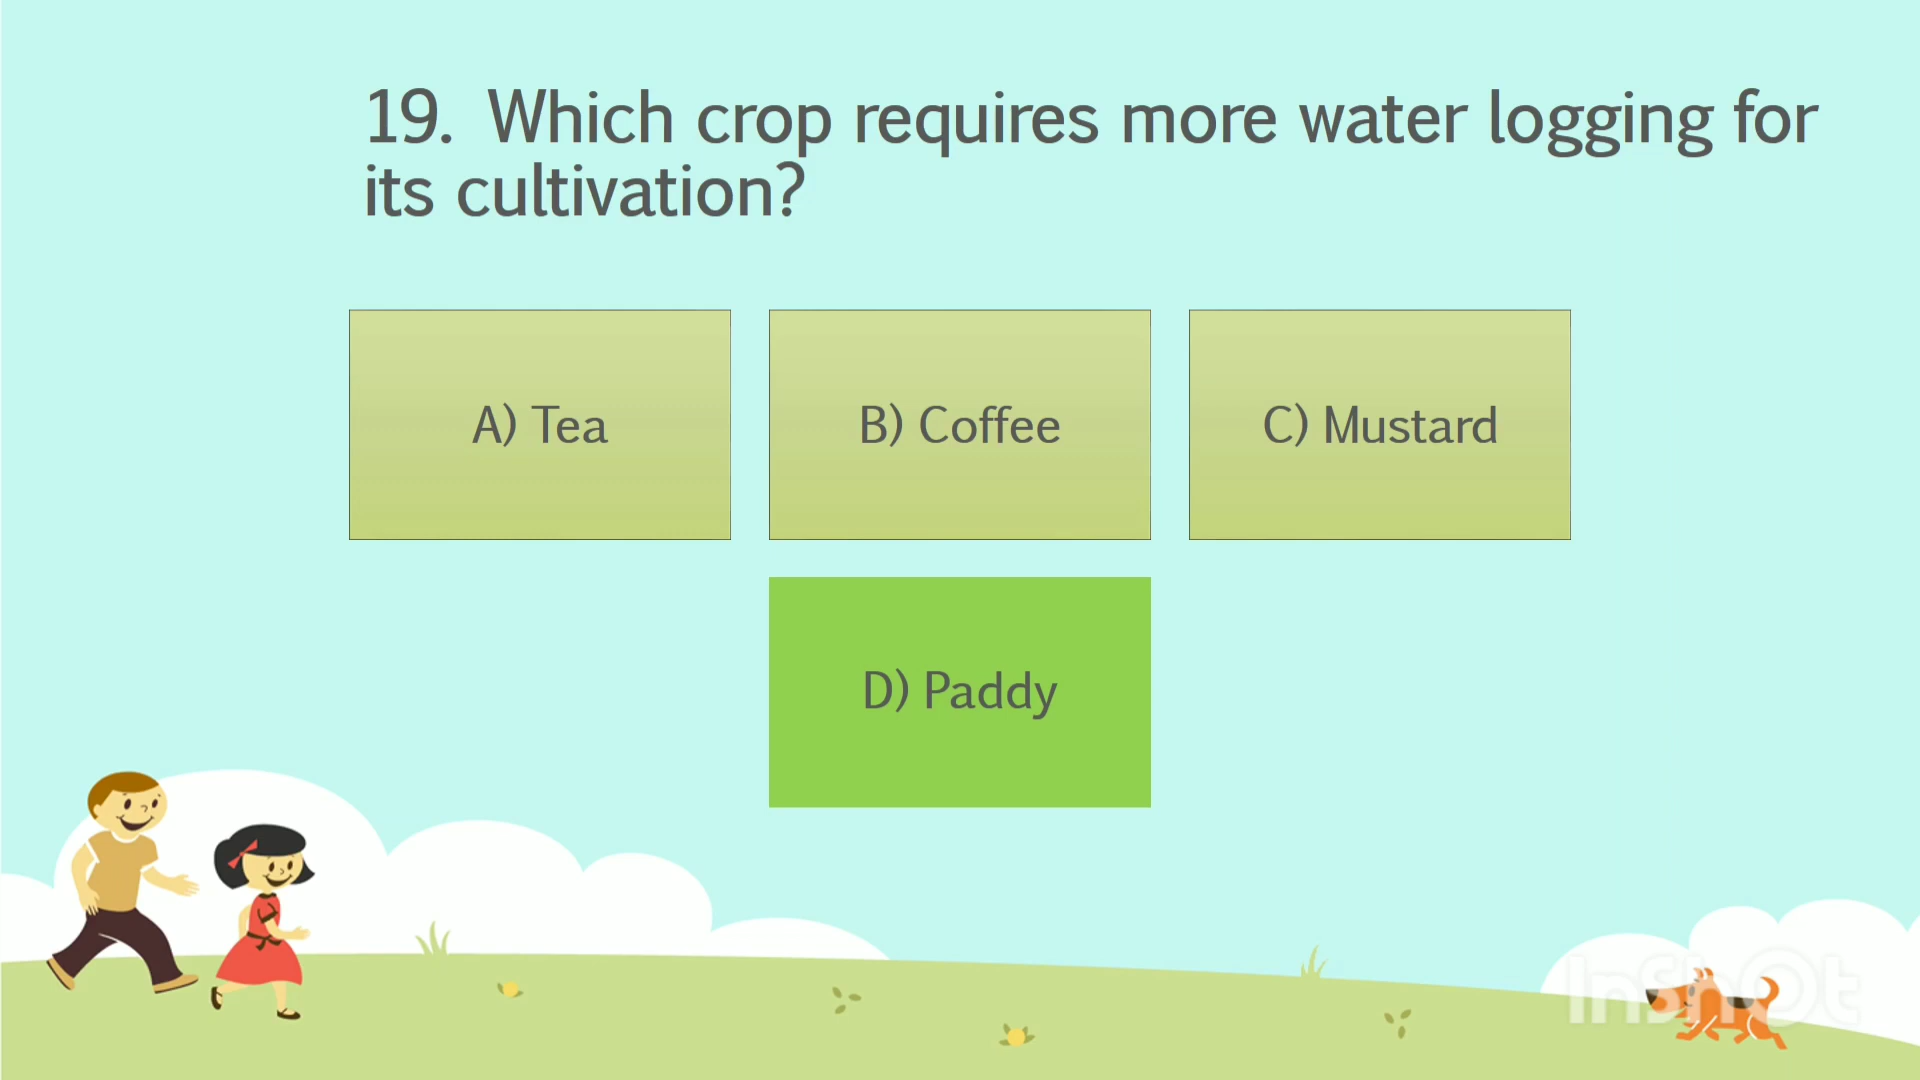 19. Which crop requires more water logging for
its cultivation?
A) Tea
B) Coffee
C) Mustard
D) Paddy
InShOt